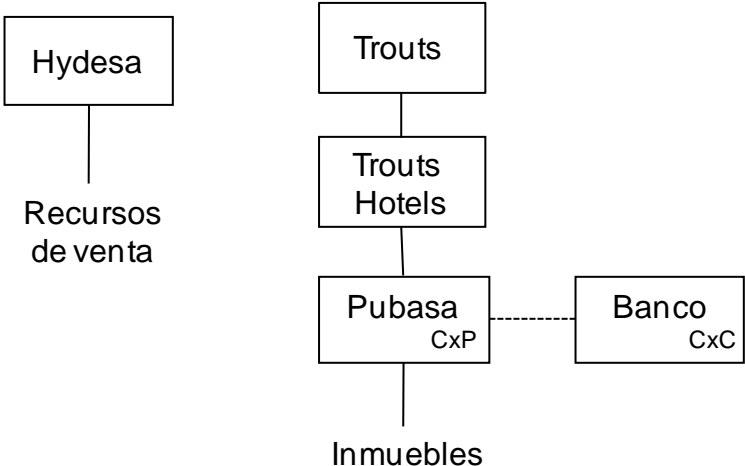 Hydesa
Recursos
de venta
Trouts
Trouts
Hotels
Pubasa
CxP
Banco
CxC
Inmuebles